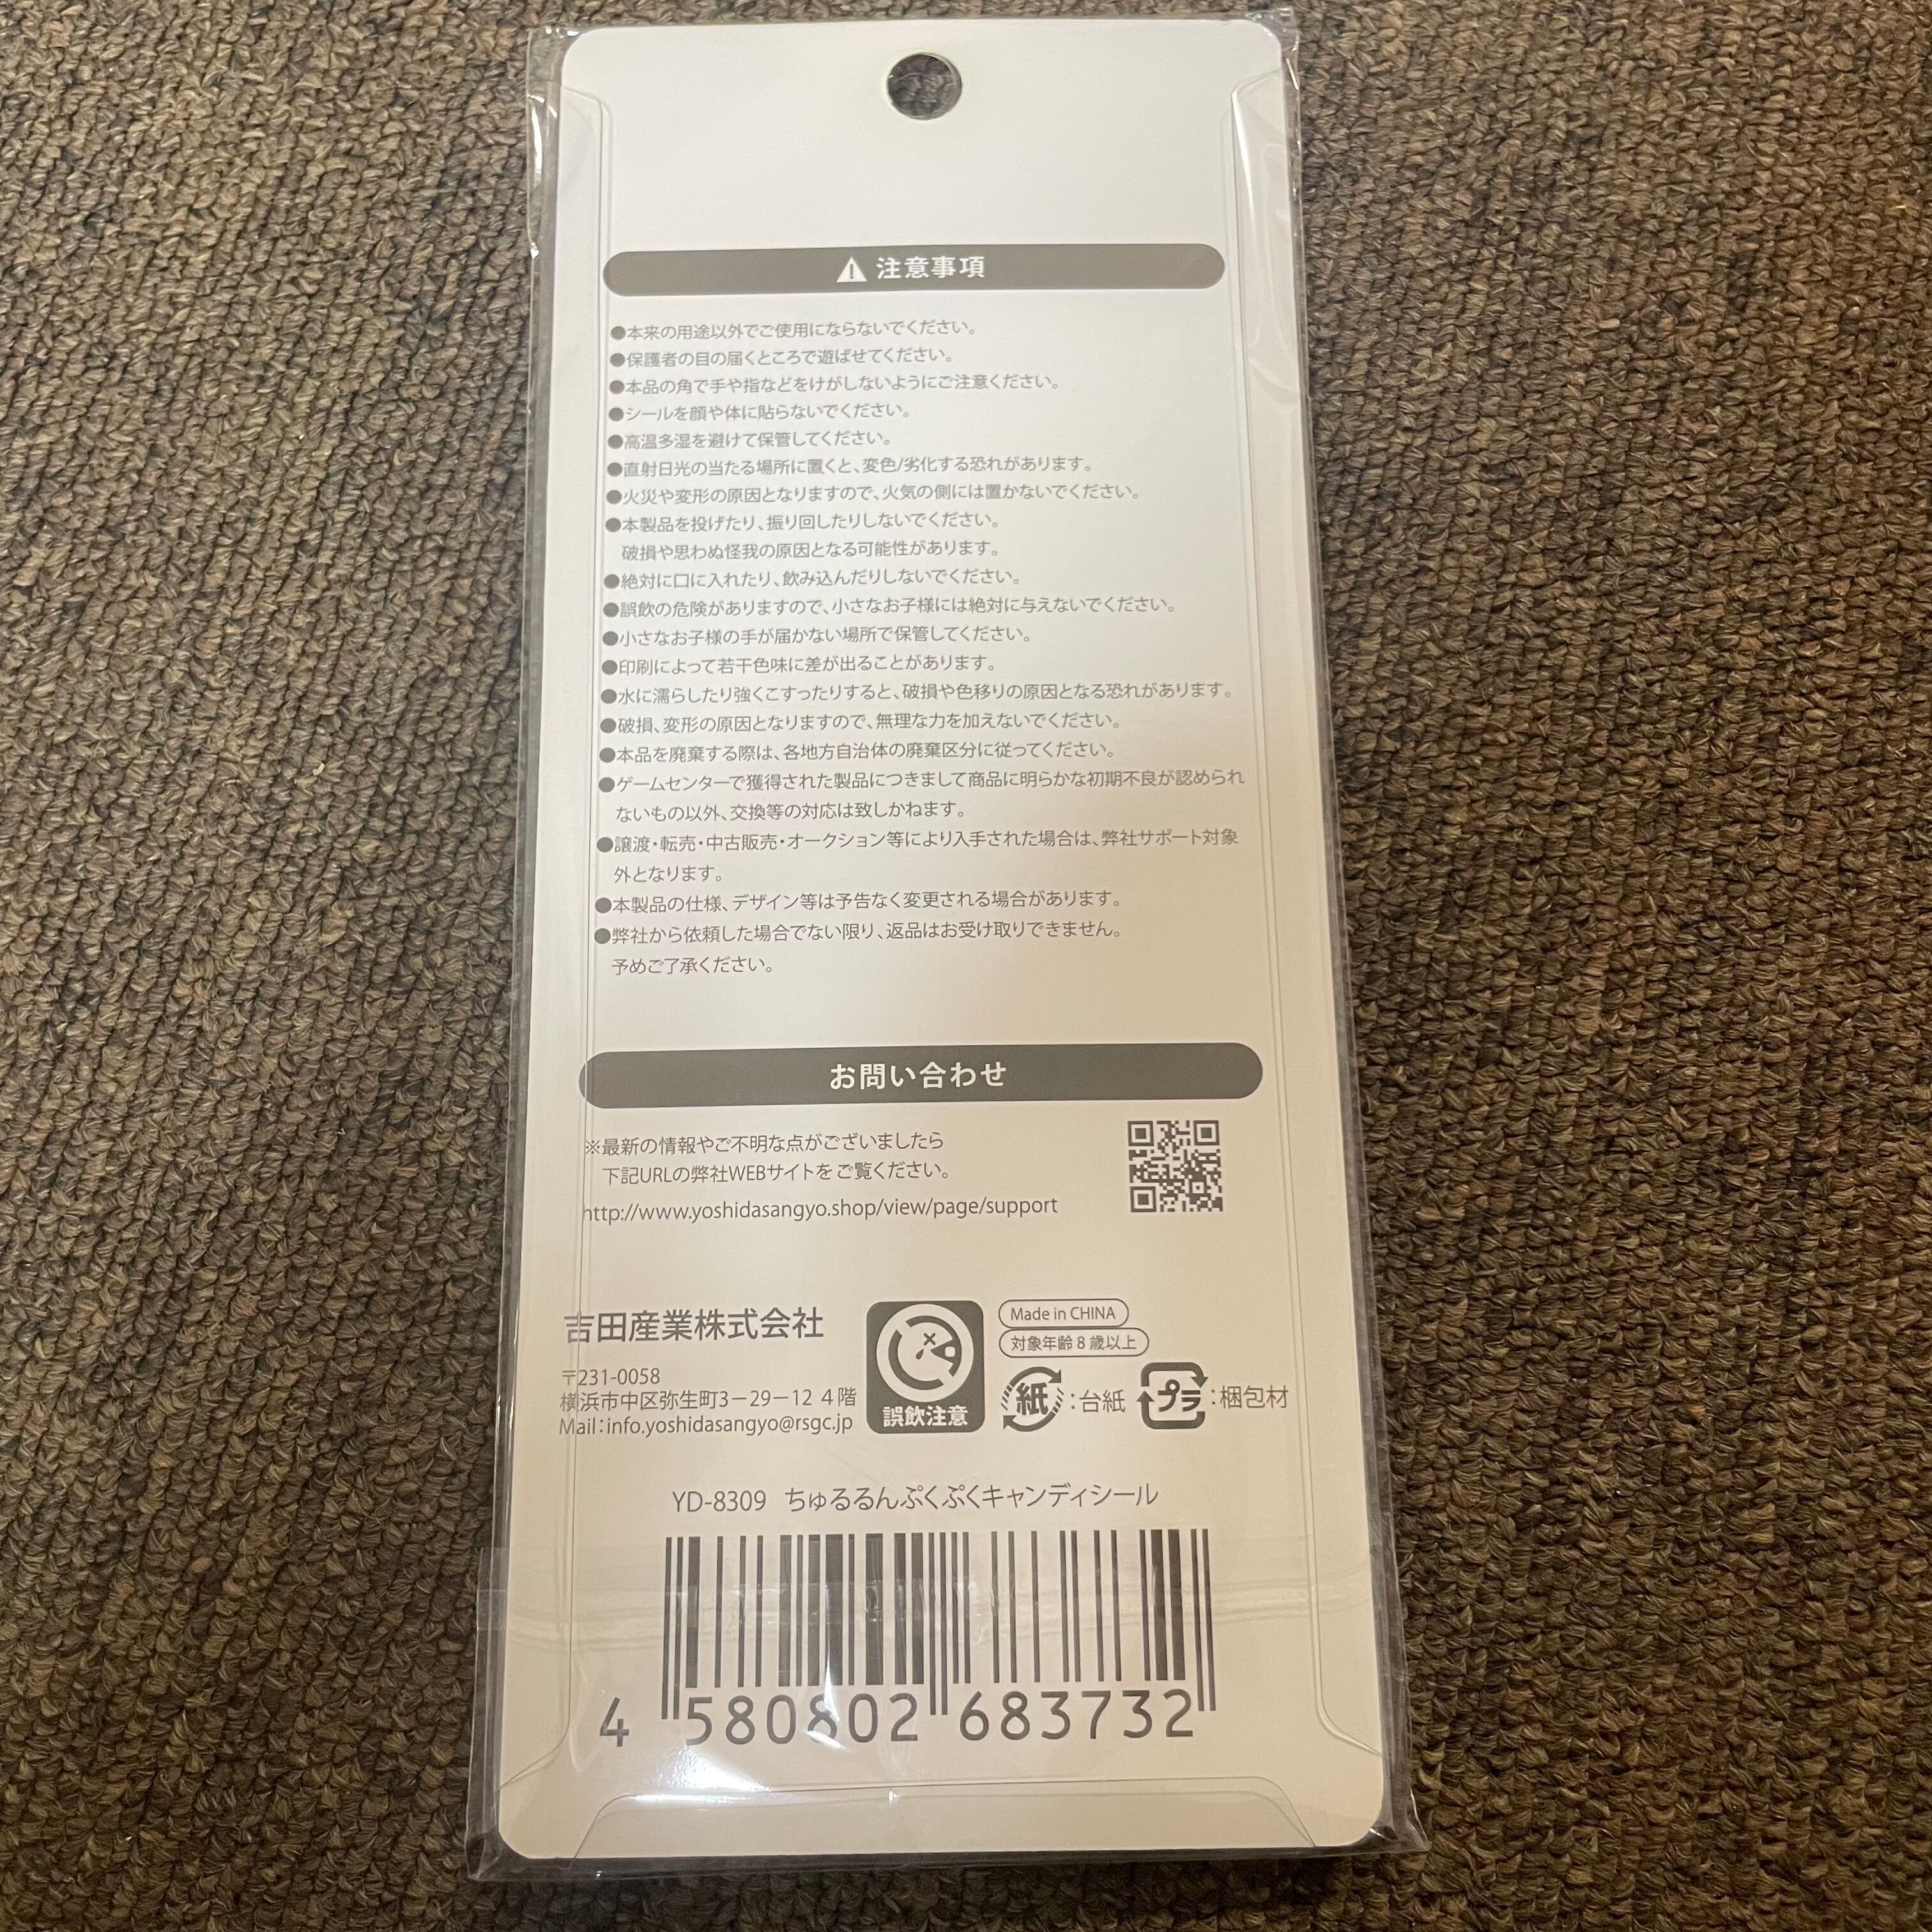 ⚠ 注意事項
●本来の用途以外でご使用にならないでください。
●保護者の目の届くところで遊ばせてください。
●本品の角で手や指などをけがしないようにご注意ください。
●シールを顔や体に貼らないでください。
●高温多湿を避けて保管してください。
●直射日光の当たる場所に置くと、変色/劣化する恐れがあります。
●火災や変形の原因となりますので、火気の側には置かないでください。
●本製品を投げたり、振り回したりしないでください。
破損や思わぬ怪我の原因となる可能性があります。
●絶対に口に入れたり、飲み込んだりしないでください。
●誤飲の危険がありますので、小さなお子様には絶対に与えないでください。
●小さなお子様の手が届かない場所で保管してください。
●印刷によって若干色味に差が出ることがあります。
●水に濡らしたり強くこすったりすると、破損や色移りの原因となる恐れがあります。
●破損、変形の原因となりますので、無理な力を加えないでください。
●本品を廃棄する際は、各地方自治体の廃棄区分に従ってください。
●ゲームセンターで獲得された製品につきまして商品に明らかな初期不良が認められ
ないもの以外、交換等の対応は致しかねます。
●譲渡・転売・中古販売・オークション等により入手された場合は、弊社サポート対象
外となります。
●本製品の仕様、デザイン等は予告なく変更される場合があります。
●弊社から依頼した場合でない限り、返品はお受け取りできません。
予めご了承ください。
お問い合わせ
※最新の情報やご不明な点がございましたら
下記URLの弊社WEBサイトをご覧ください。
http://www.yoshidasangyo.shop/view/page/support
吉田産業株式会社
〒231-0058
横浜市中区弥生町3－29－12 4階
Mail：info.yoshidasangyo@rsgc.jp
誤飲注意
Made in CHINA
対象年齢 8 歳以上
紙：台紙 プラ：梱包材
YD-8309 ちゅるるんぷくぷくキャンディシール
4 580802 683732